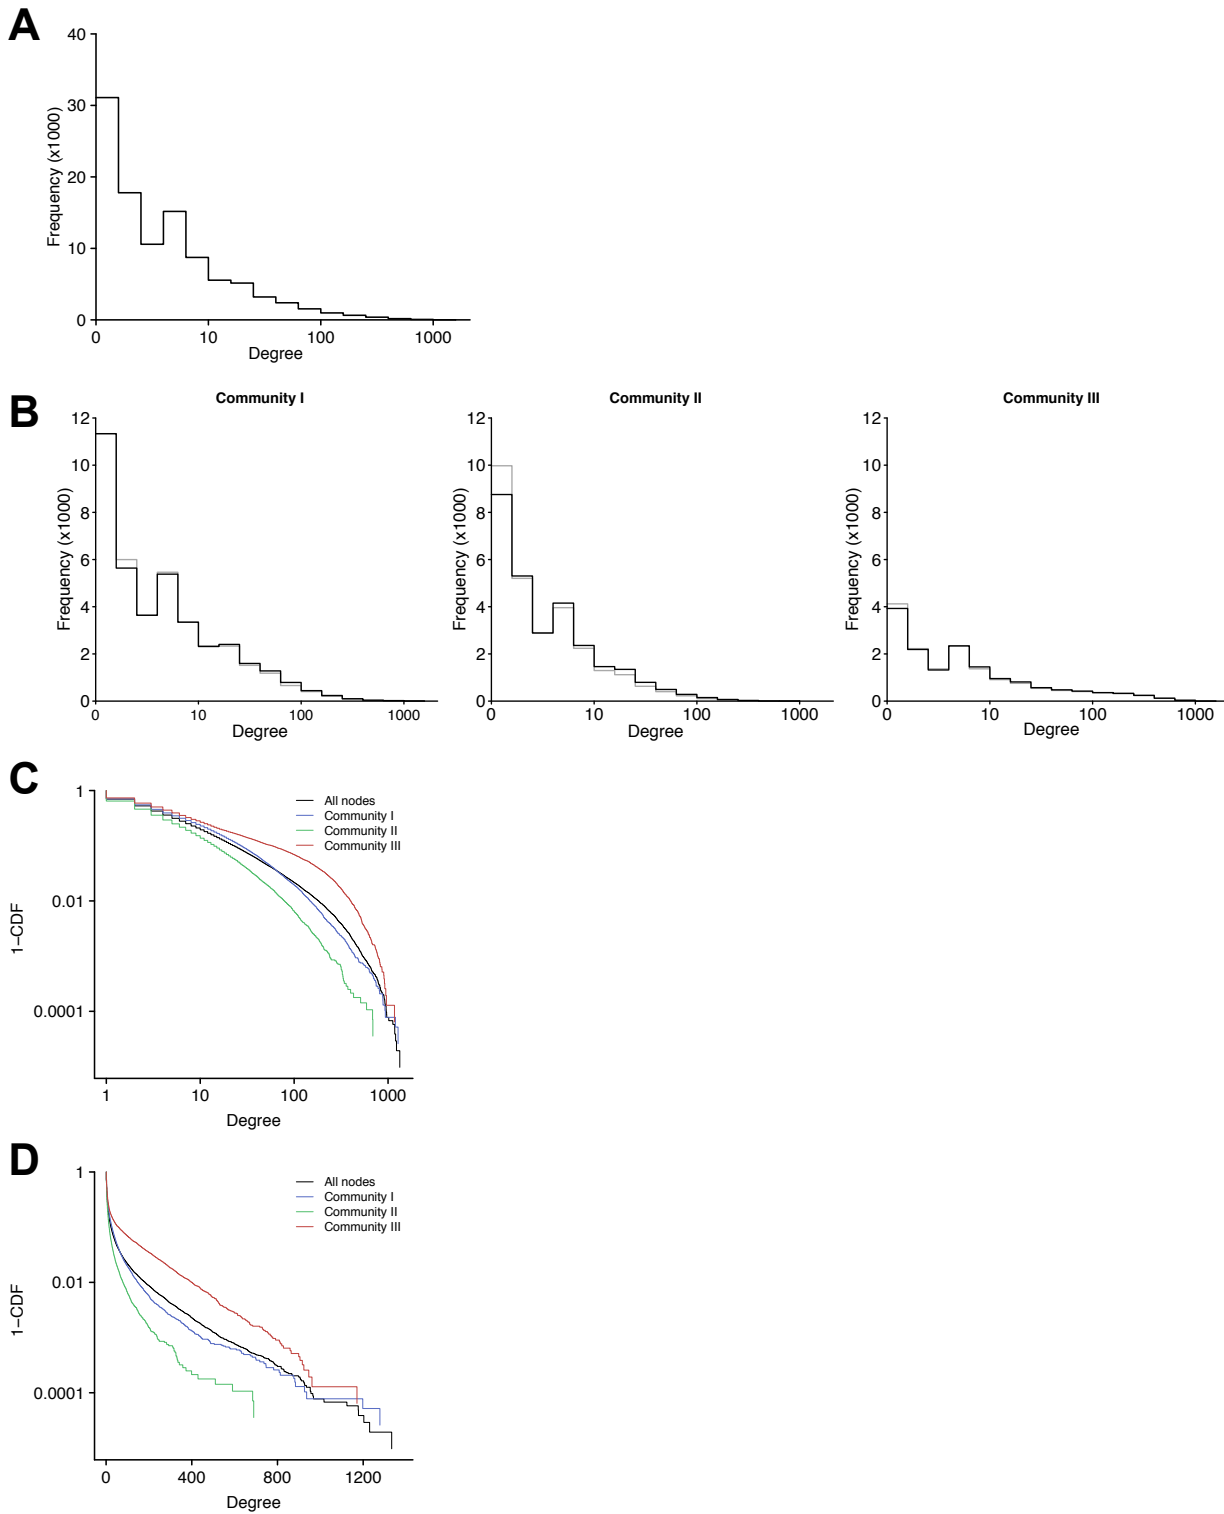 A
40
30
20
10
0
Frequency (x1000)
0 10 100 1000
Degree
B
Community I
12
10
8
6
4
2
0
Frequency (x1000)
0 10 100 1000
Degree
Community II
12
10
8
6
4
2
0
Frequency (x1000)
0 10 100 1000
Degree
Community III
12
10
8
6
4
2
0
Frequency (x1000)
0 10 100 1000
Degree
C
1
0.01
0.0001
1−CDF
All nodes
Community I
Community II
Community III
1 10 100 1000
Degree
D
1
0.01
0.0001
1−CDF
All nodes
Community I
Community II
Community III
0 400 800 1200
Degree